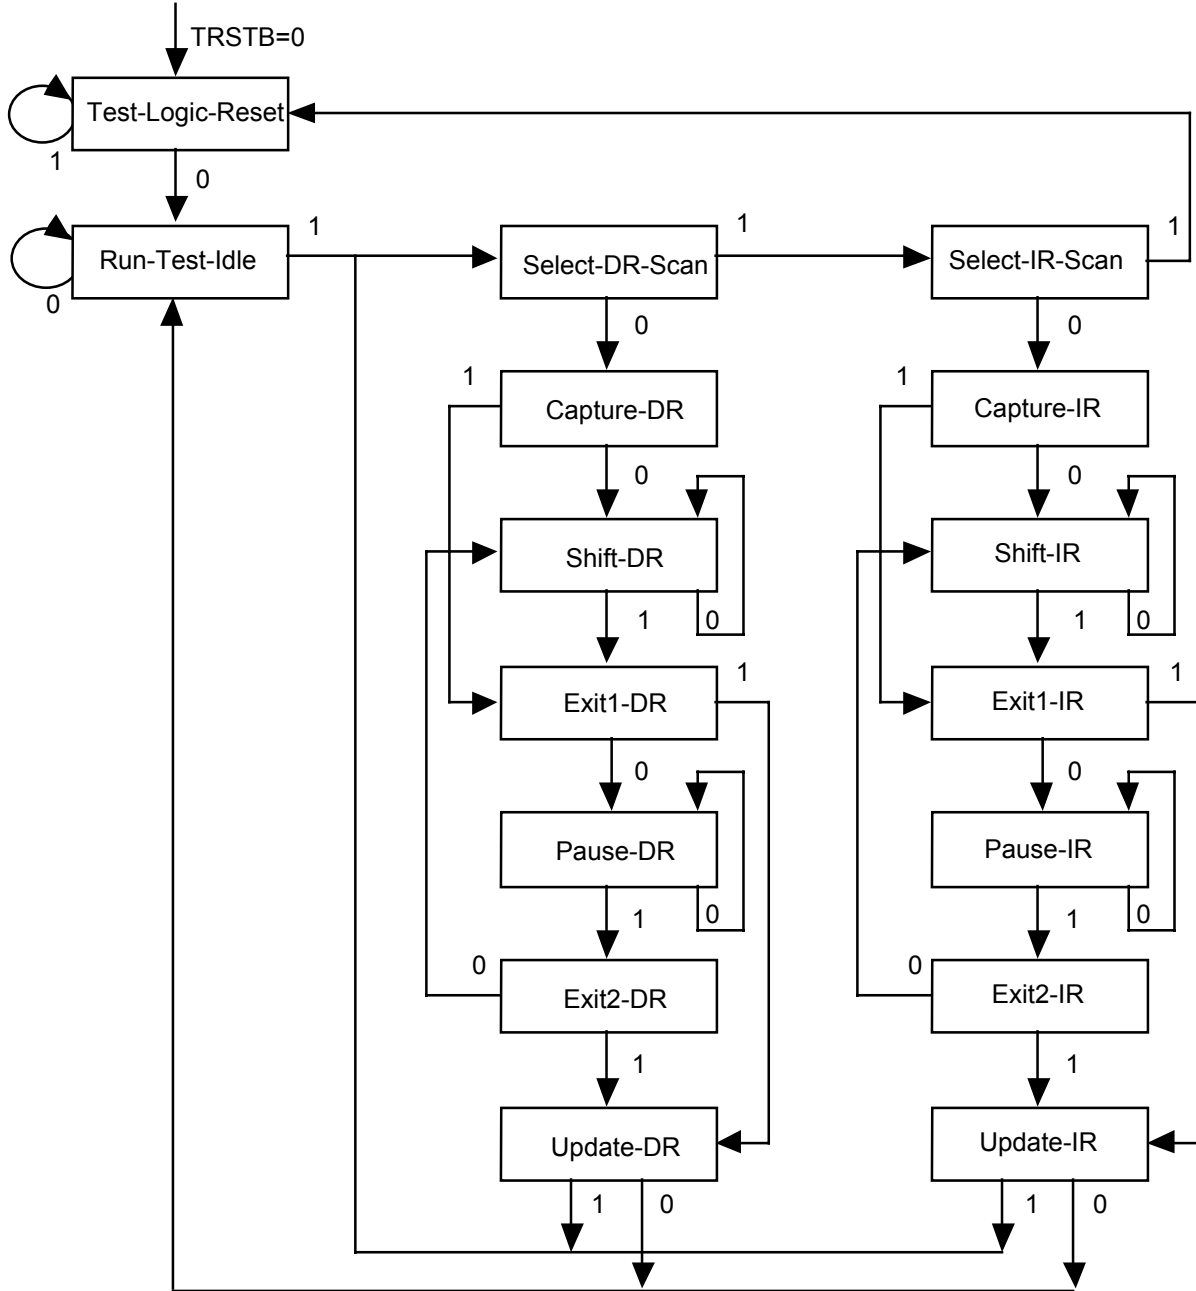 TRSTB=0
Test-Logic-Reset
1
0
Run-Test-Idle
1
0
Select-DR-Scan
1
Select-IR-Scan
1
0
0
1
Capture-DR
1
Capture-IR
0
0
Shift-DR
Shift-IR
1
0
1
0
Exit1-DR
1
Exit1-IR
1
0
0
Pause-DR
Pause-IR
1
0
1
0
0
Exit2-DR
0
Exit2-IR
1
1
Update-DR
Update-IR
1
0
1
0